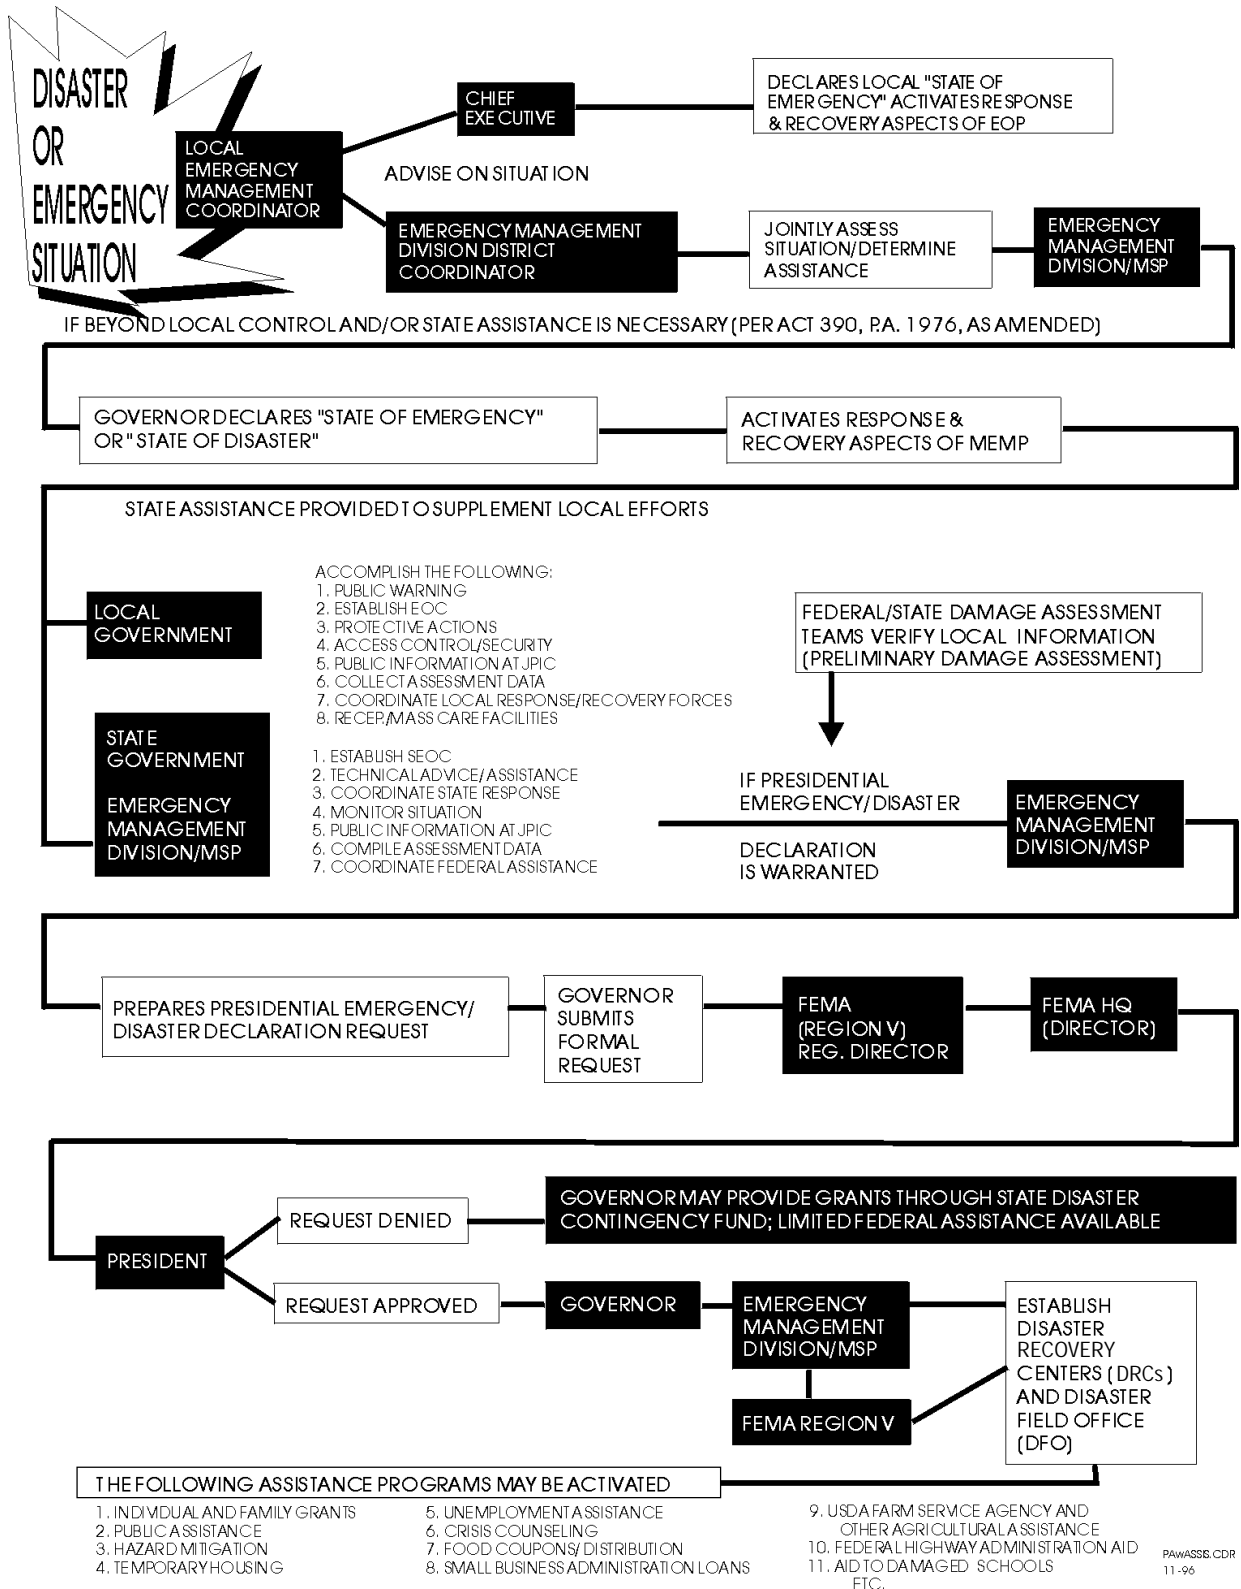 DISASTER
OR
EMERGENCY
SITUATION
LOCAL
EMERGENCY
MANAGEMENT
COORDINATOR
CHIEF
EXECUTIVE
DECLARES LOCAL "STATE OF
EMERGENCY" ACTIVATES RESPONSE
& RECOVERY ASPECTS OF EOP
ADVISE ON SITUATION
EMERGENCY MANAGEMENT
DIVISION DISTRICT
COORDINATOR
JOINTLY ASSESS
SITUATION/DETERMINE
ASSISTANCE
EMERGENCY
MANAGEMENT
DIVISION/MSP
IF BEYOND LOCAL CONTROL AND/OR STATE ASSISTANCE IS NECESSARY (PER ACT 390, P.A. 1976, AS AMENDED)
GOVERNOR DECLARES "STATE OF EMERGENCY"
OR "STATE OF DISASTER"
ACTIVATES RESPONSE &
RECOVERY ASPECTS OF MEMP
STATE ASSISTANCE PROVIDED TO SUPPLEMENT LOCAL EFFORTS
LOCAL
GOVERNMENT
ACCOMPLISH THE FOLLOWING:
1. PUBLIC WARNING
2. ESTABLISH EOC
3. PROTECTIVE ACTIONS
4. ACCESS CONTROL/SECURITY
5. PUBLIC INFORMATION AT JPIC
6. COLLECT ASSESSMENT DATA
7. COORDINATE LOCAL RESPONSE/RECOVERY FORCES
8. RECEP./MASS CARE FACILITIES
FEDERAL/STATE DAMAGE ASSESSMENT
TEAMS VERIFY LOCAL INFORMATION
(PRELIMINARY DAMAGE ASSESSMENT)
STATE
GOVERNMENT
EMERGENCY
MANAGEMENT
DIVISION/MSP
1. ESTABLISH SEOC
2. TECHNICAL ADVICE/ASSISTANCE
3. COORDINATE STATE RESPONSE
4. MONITOR SITUATION
5. PUBLIC INFORMATION AT JPIC
6. COMPILE ASSESSMENT DATA
7. COORDINATE FEDERAL ASSISTANCE
IF PRESIDENTIAL
EMERGENCY/DISASTER
DECLARATION
IS WARRANTED
EMERGENCY
MANAGEMENT
DIVISION/MSP
PREPARES PRESIDENTIAL EMERGENCY/
DISASTER DECLARATION REQUEST
GOVERNOR
SUBMITS
FORMAL
REQUEST
FEMA
(REGION V)
REG. DIRECTOR
FEMA HQ
(DIRECTOR)
PRESIDENT
REQUEST DENIED
GOVERNOR MAY PROVIDE GRANTS THROUGH STATE DISASTER
CONTINGENCY FUND; LIMITED FEDERAL ASSISTANCE AVAILABLE
REQUEST APPROVED
GOVERNOR
EMERGENCY
MANAGEMENT
DIVISION/MSP
FEMA REGION V
ESTABLISH
DISASTER
RECOVERY
CENTERS (DRCs)
AND DISASTER
FIELD OFFICE
(DFO)
THE FOLLOWING ASSISTANCE PROGRAMS MAY BE ACTIVATED
1. INDIVIDUAL AND FAMILY GRANTS
2. PUBLIC ASSISTANCE
3. HAZARD MITIGATION
4. TEMPORARY HOUSING
5. UNEMPLOYMENT ASSISTANCE
6. CRISIS COUNSELING
7. FOOD COUPONS/ DISTRIBUTION
8. SMALL BUSINESS ADMINISTRATION LOANS
9. USDA FARM SERVICE AGENCY AND
OTHER AGRICULTURAL ASSISTANCE
10. FEDERAL HIGHWAY ADMINISTRATION AID
11. AID TO DAMAGED SCHOOLS
ETC.
PAWASSIS.CDR
11-96